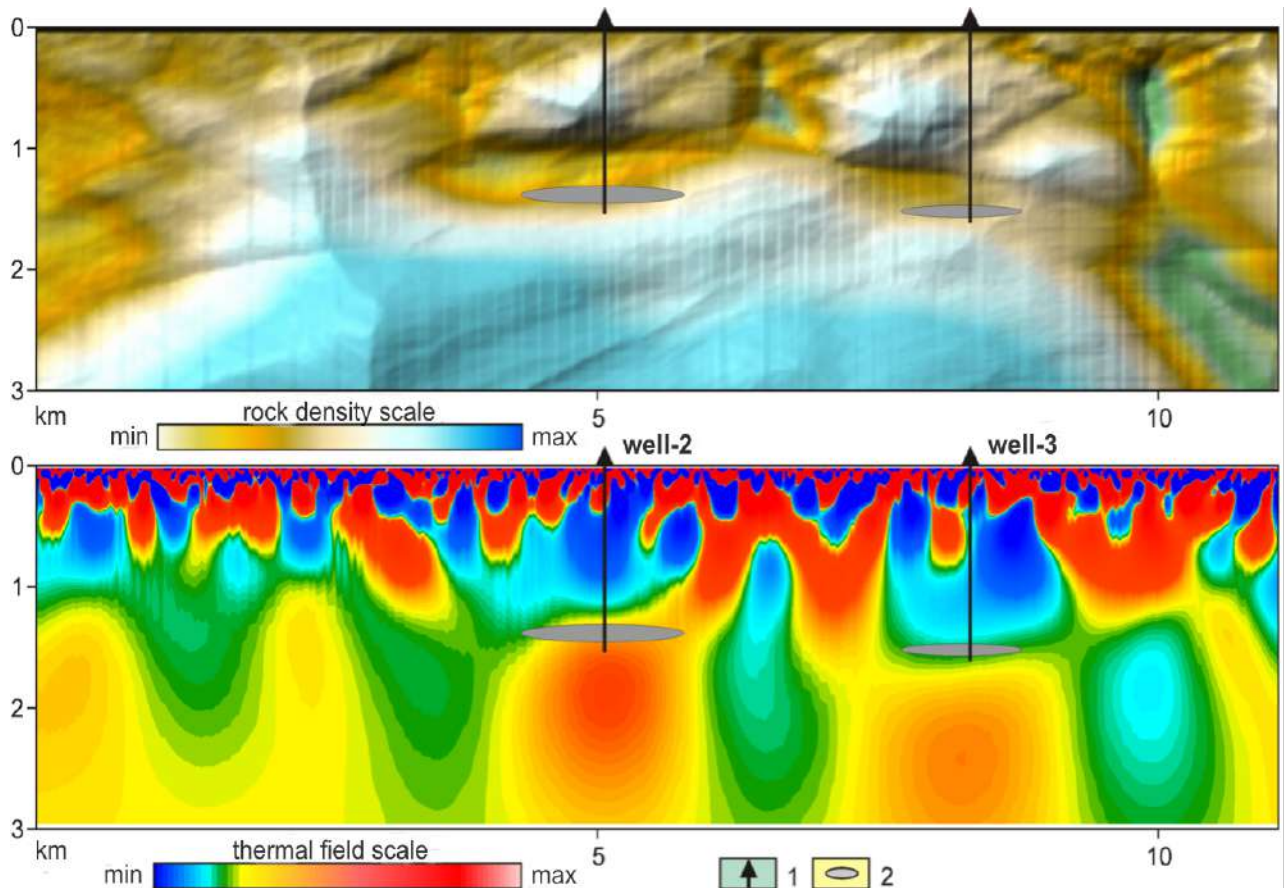 0
1
2
3
km 5 10
rock density scale
min max
well-2 well-3
0
1
2
3
km 5 10
thermal field scale
min max
1 2